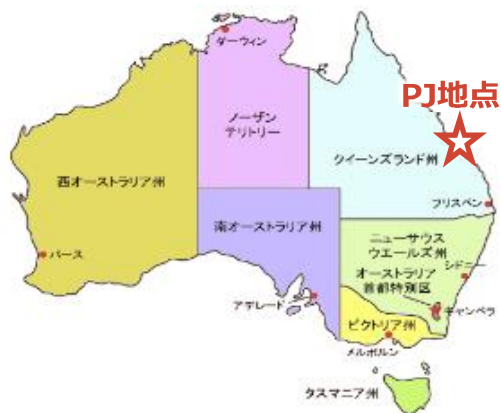 ダーウィン
PJ地点
ノーザン
テリトリー
クイーンズランド州
西オーストラリア州
ブリスベン
南オーストラリア州
ニューサウス
ウエールズ州
シドニー
パース
オーストラリア
首都特別区
アデレード
キャンベラ
ビクトリア州
メルボルン
タスマニア州